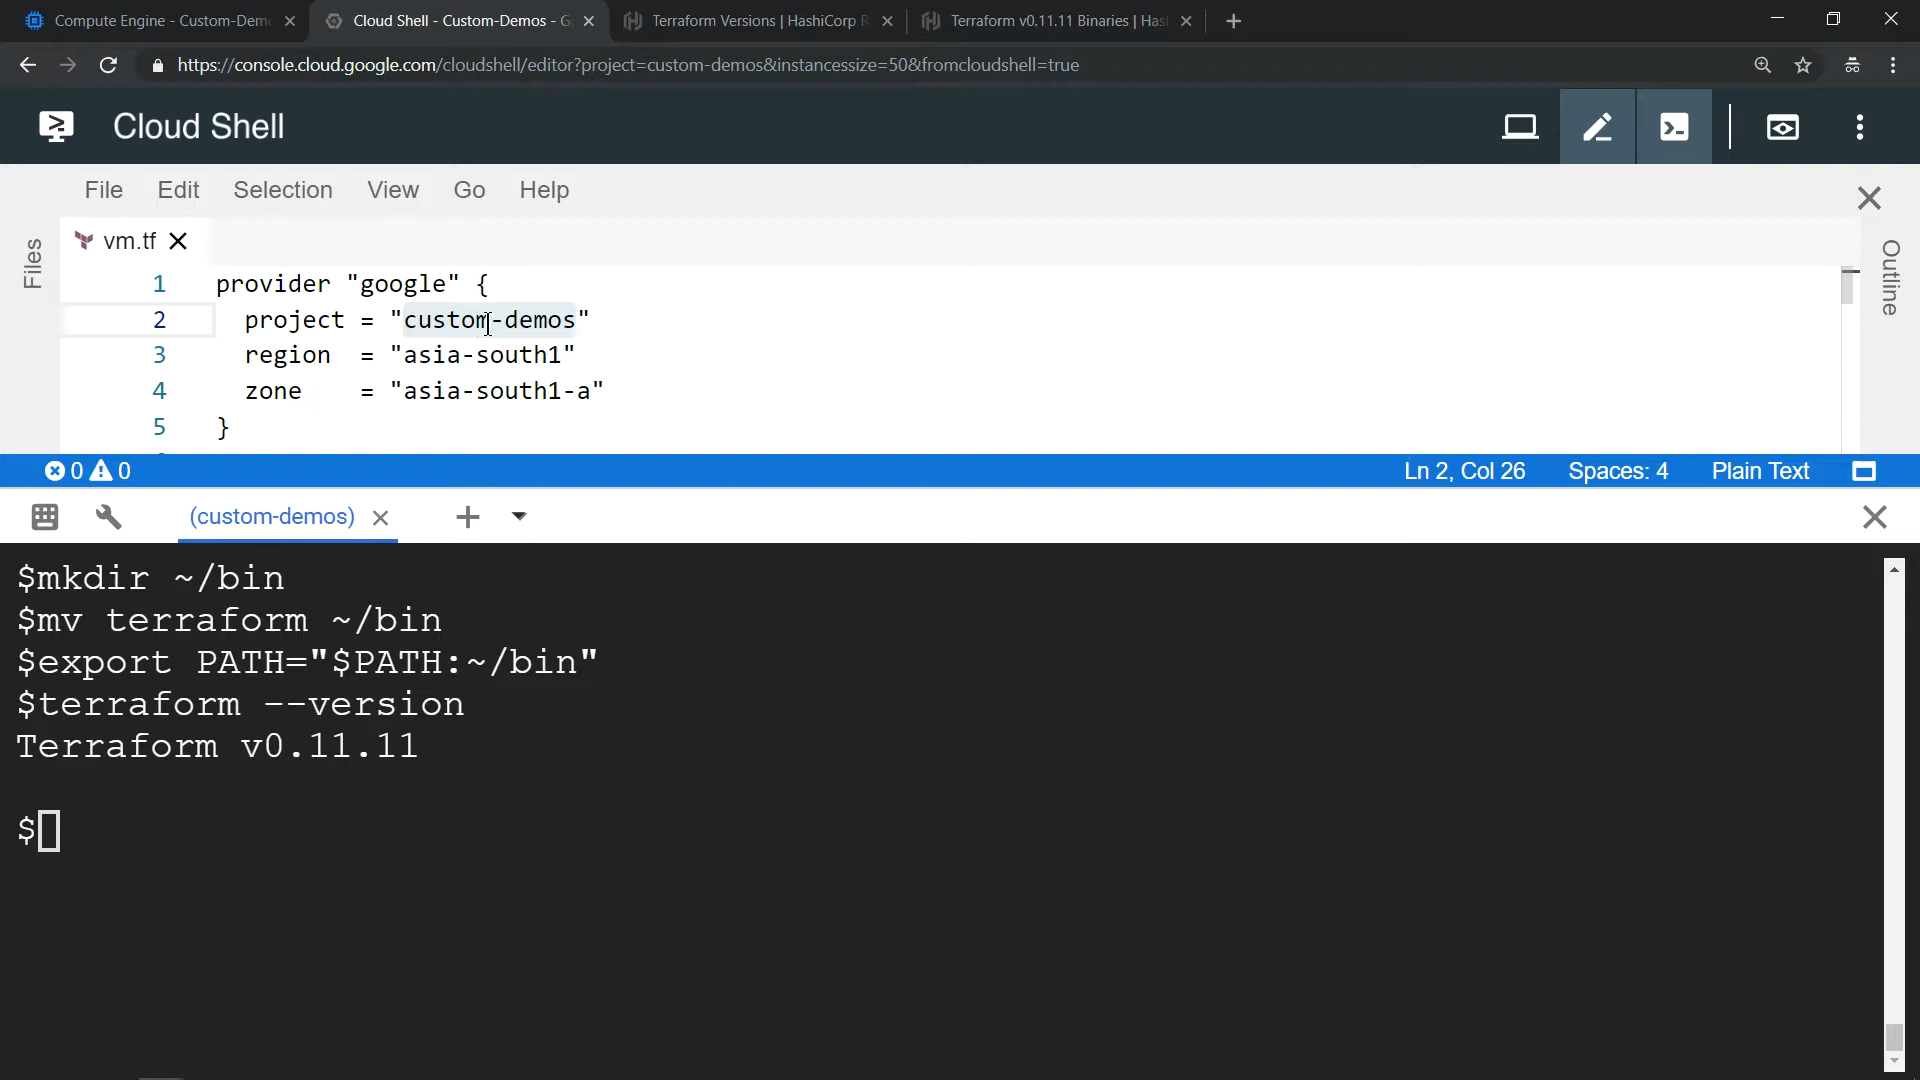 Compute Engine - Custom-Dem
Cloud Shell - Custom-Demos - G
Terraform Versions | HashiCorp R
Terraform v0.11.11 Binaries | Has
https://console.cloud.google.com/cloudshell/editor?project=custom-demos&instancessize=50&fromcloudshell=true
Cloud Shell
File Edit Selection View Go Help
Files
vm.tf
Outline
1 provider "google" {
2 project = "custom-demos"
3 region = "asia-south1"
4 zone = "asia-south1-a"
5 }
0 0 Ln 2, Col 26 Spaces: 4 Plain Text
(custom-demos)
$mkdir ~/bin
$mv terraform ~/bin
$export PATH="$PATH:~/bin"
$terraform --version
Terraform v0.11.11
$